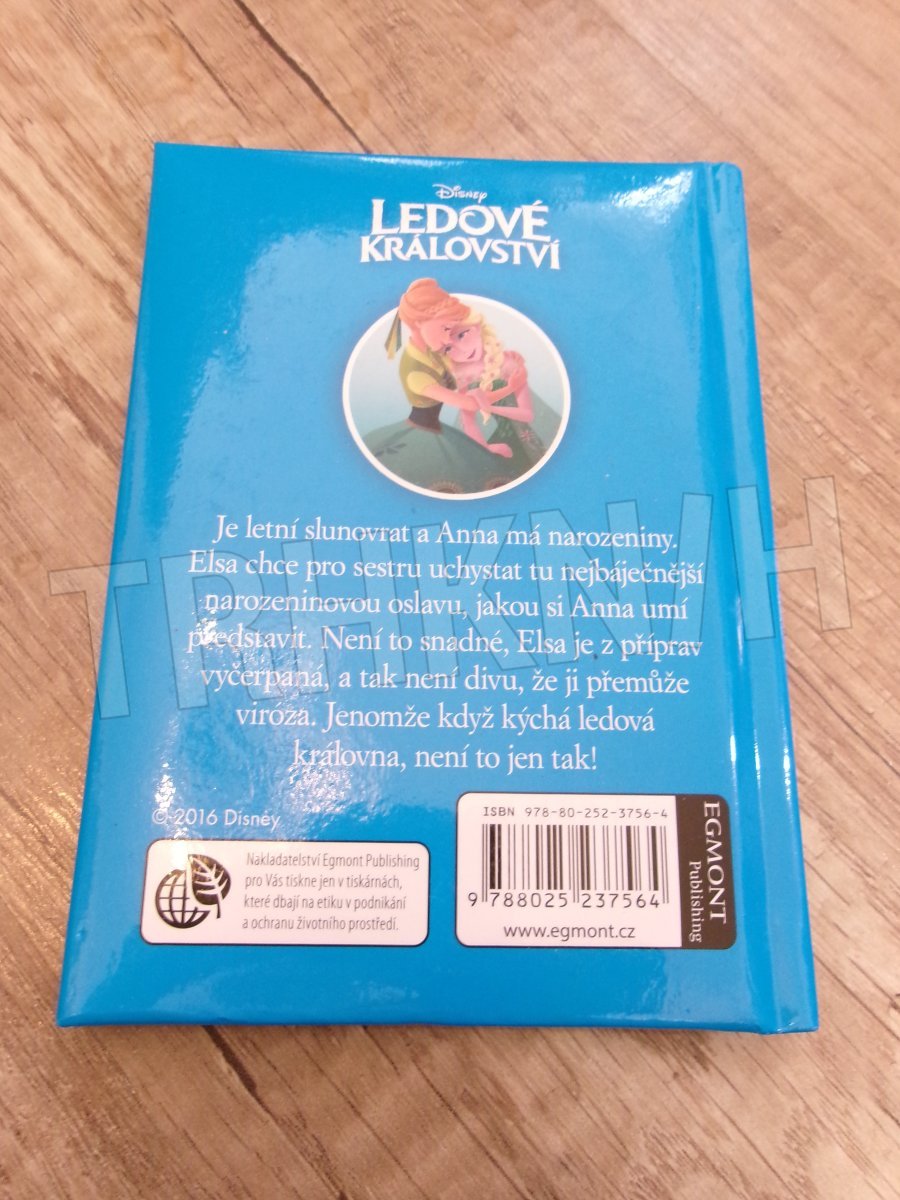 Disney
LEDOVÉ
KRÁLOVSTVÍ
Je letní slunovrat a Anna má narozeniny.
Elsa chce pro sestru uchystat tu nejbáječnější
narozeninovou oslavu, jakou si Anna umí
představit. Není to snadné, Elsa je z příprav
vyčerpaná, a tak není divu, že ji přemůže
viróza. Jenomže když kýchá ledová
královna, není to jen tak!
© 2016 Disney
Nakladatelství Egmont Publishing
pro Vás tiskne jen v tiskárnách,
které dbají na etiku v podnikání
a ochranu životního prostředí.
ISBN 978-80-252-3756-4
9 788025 237564
www.egmont.cz
EGMONT
Publishing
TRHKNIH